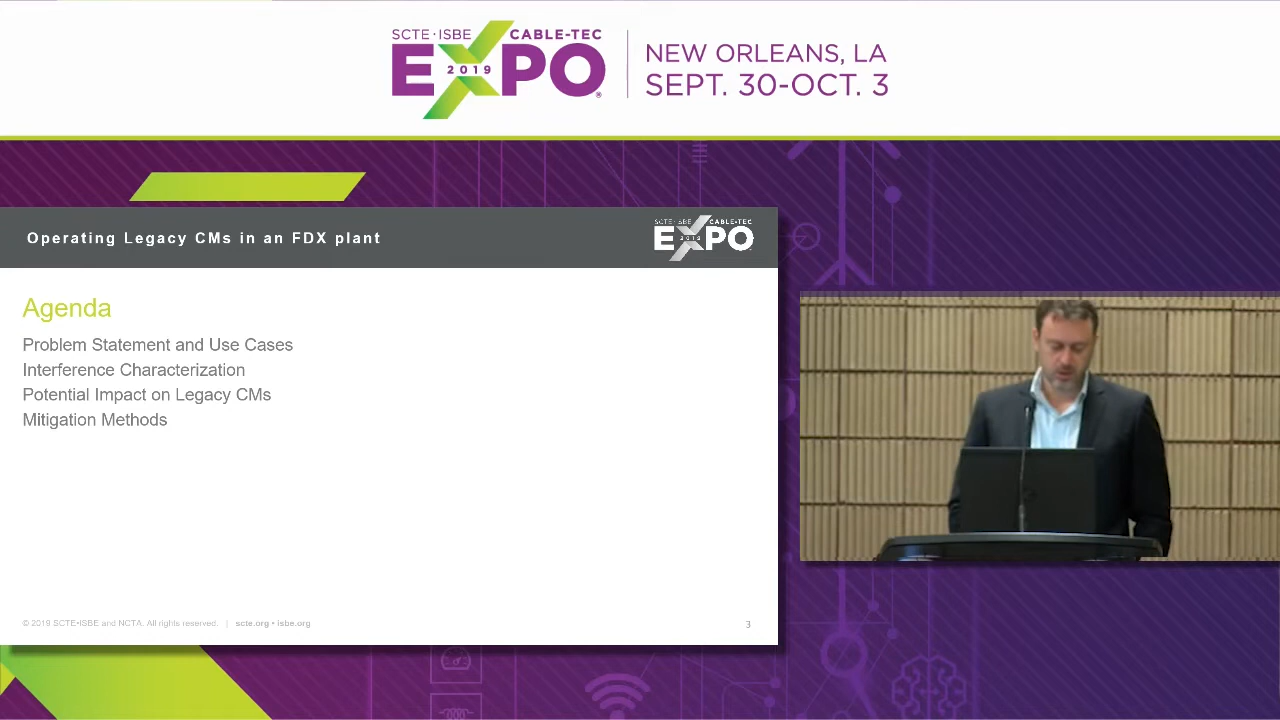 SCTE·ISBE CABLE-TEC
EXPO
2019
®
NEW ORLEANS, LA
SEPT. 30-OCT. 3
Operating Legacy CMs in an FDX plant
SCTE·ISBE CABLE-TEC
EXPO
2019
Agenda
Problem Statement and Use Cases
Interference Characterization
Potential Impact on Legacy CMs
Mitigation Methods
© 2019 SCTE•ISBE and NCTA. All rights reserved. | scte.org • isbe.org
3